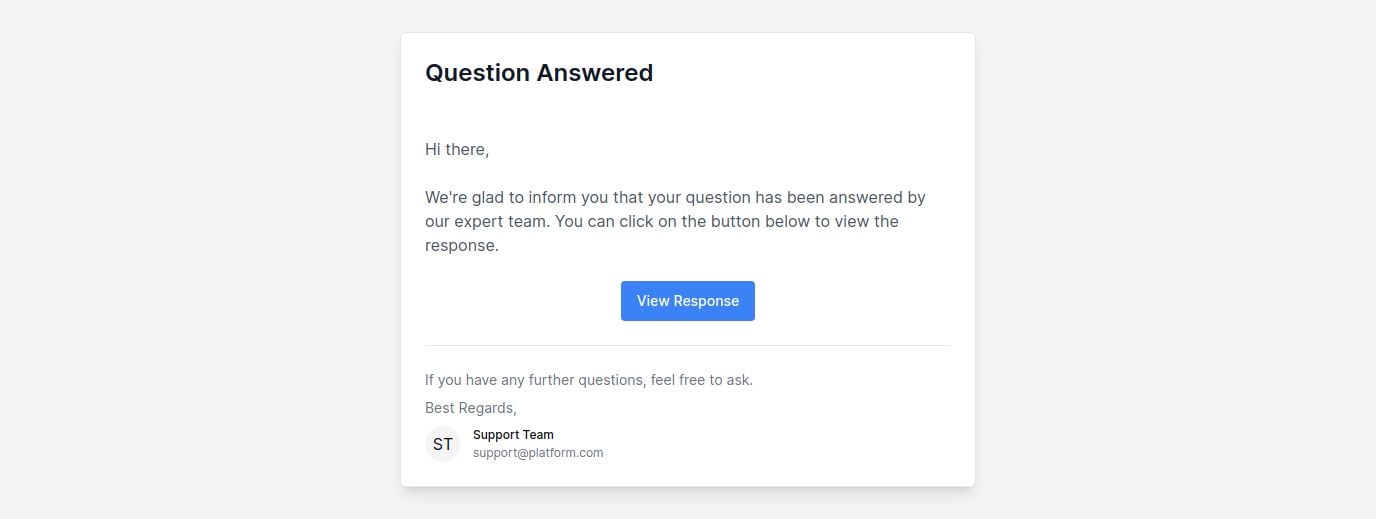 Question Answered
Hi there,
We're glad to inform you that your question has been answered by
our expert team. You can click on the button below to view the
response.
View Response
If you have any further questions, feel free to ask.
Best Regards,
ST
Support Team
support@platform.com